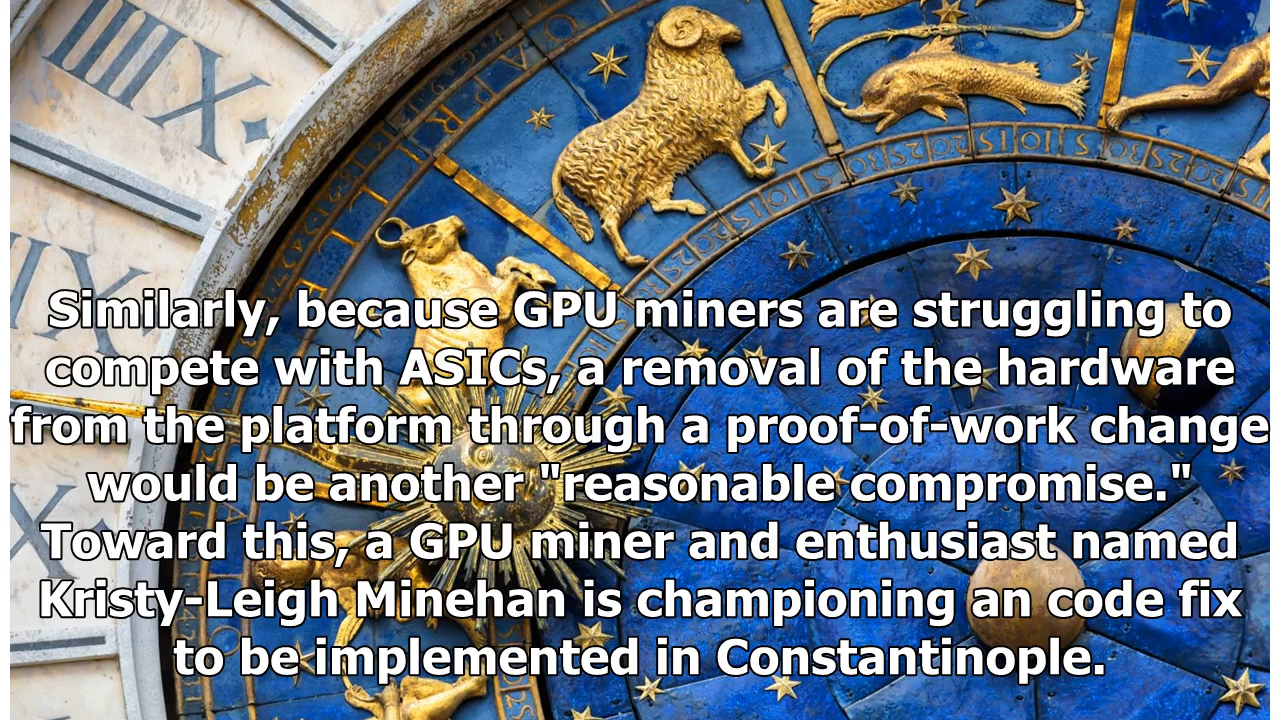 Similarly, because GPU miners are struggling to
compete with ASICs, a removal of the hardware
from the platform through a proof-of-work change
would be another "reasonable compromise."
Toward this, a GPU miner and enthusiast named
Kristy-Leigh Minehan is championing an code fix
to be implemented in Constantinople.